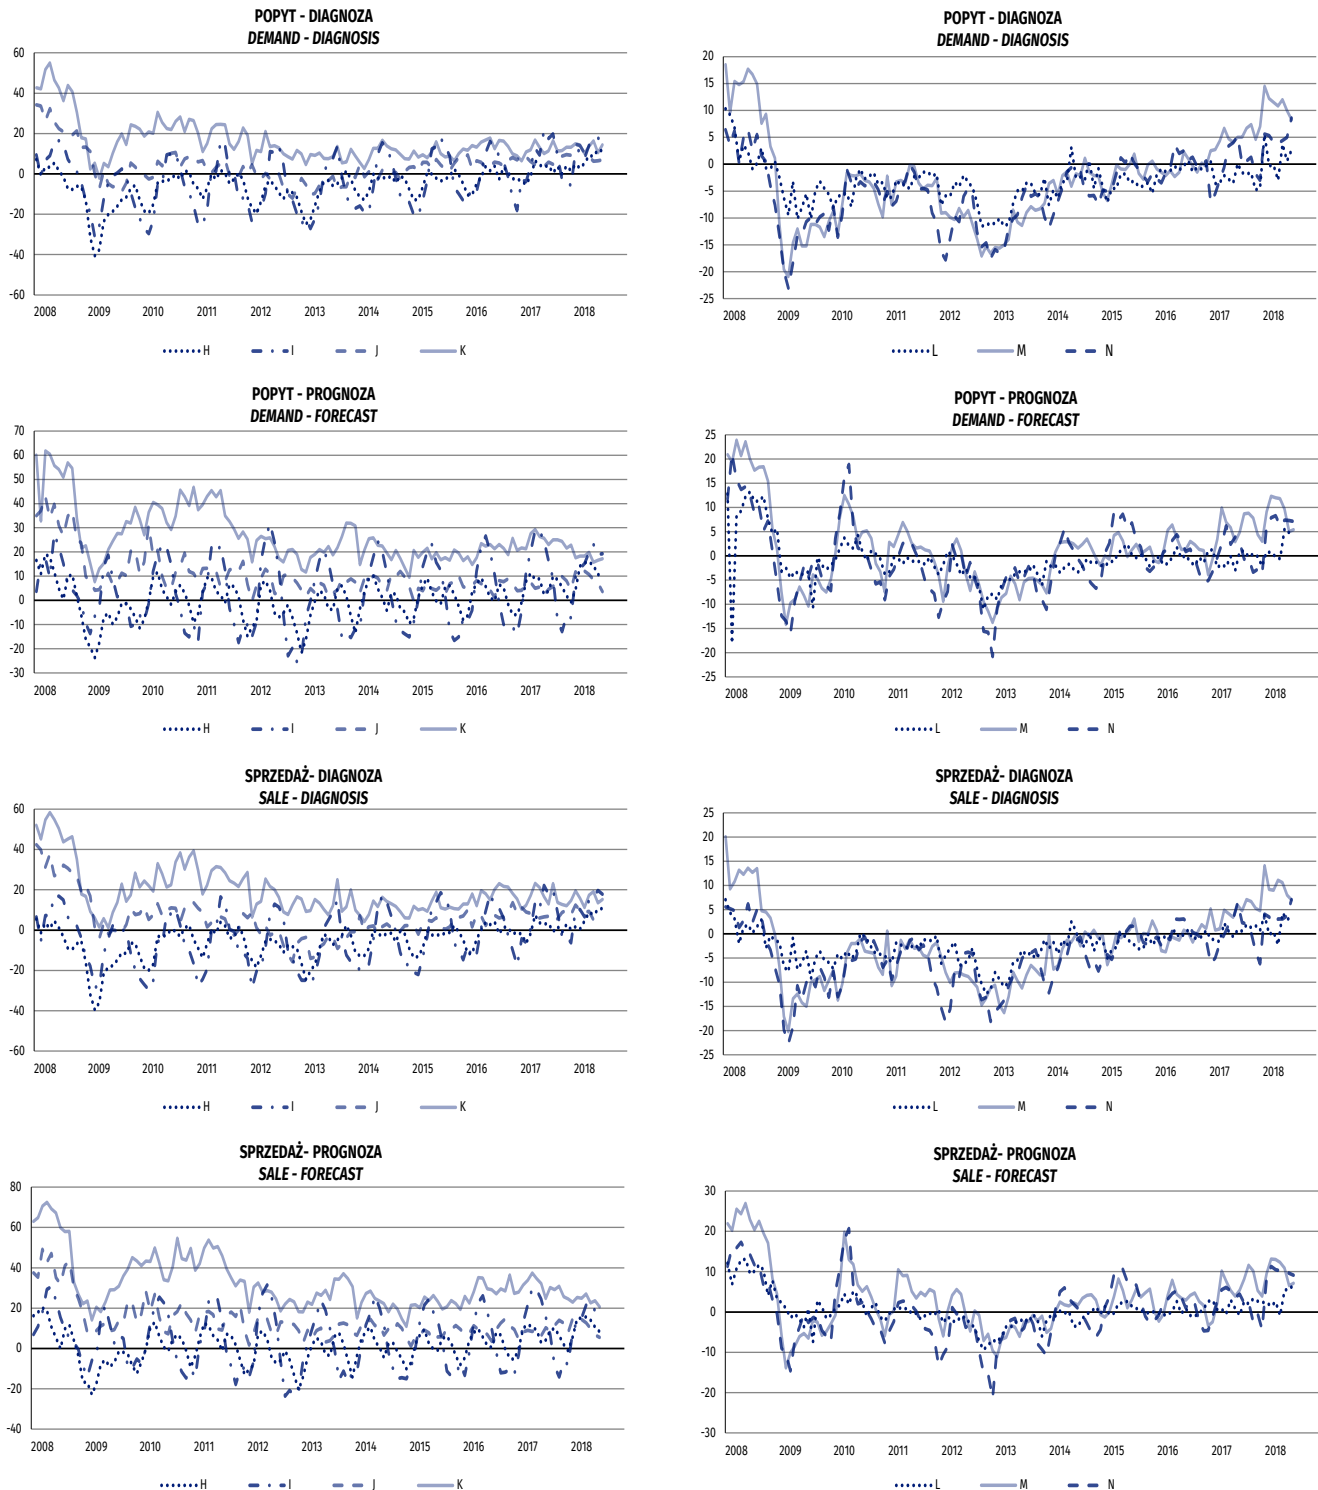 POPYT - DIAGNOZA
DEMAND - DIAGNOSIS
60
40
20
0
-20
-40
-60
2008 2009 2010 2011 2012 2013 2014 2015 2016 2017 2018
H I J K
POPYT - DIAGNOZA
DEMAND - DIAGNOSIS
20
15
10
5
0
-5
-10
-15
-20
-25
2008 2009 2010 2011 2012 2013 2014 2015 2016 2017 2018
L M N
POPYT - PROGNOZA
DEMAND - FORECAST
70
60
50
40
30
20
10
0
-10
-20
-30
2008 2009 2010 2011 2012 2013 2014 2015 2016 2017 2018
H I J K
POPYT - PROGNOZA
DEMAND - FORECAST
25
20
15
10
5
0
-5
-10
-15
-20
-25
2008 2009 2010 2011 2012 2013 2014 2015 2016 2017 2018
L M N
SPRZEDAŻ- DIAGNOZA
SALE - DIAGNOSIS
60
40
20
0
-20
-40
-60
2008 2009 2010 2011 2012 2013 2014 2015 2016 2017 2018
H I J K
SPRZEDAŻ- DIAGNOZA
SALE - DIAGNOSIS
25
20
15
10
5
0
-5
-10
-15
-20
-25
2008 2009 2010 2011 2012 2013 2014 2015 2016 2017 2018
L M N
SPRZEDAŻ- PROGNOZA
SALE - FORECAST
80
60
40
20
0
-20
-40
2008 2009 2010 2011 2012 2013 2014 2015 2016 2017 2018
H I J K
SPRZEDAŻ- PROGNOZA
SALE - FORECAST
30
20
10
0
-10
-20
-30
2008 2009 2010 2011 2012 2013 2014 2015 2016 2017 2018
L M N